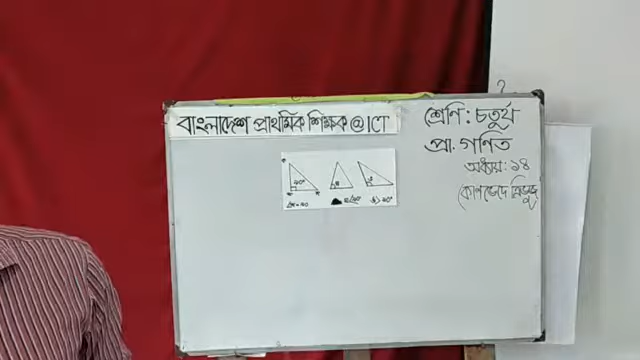 বাংলাদেশ প্রাথমিক শিক্ষক @ICT
শ্রেণি: চতুর্থ
প্রা. গণিত
অধ্যায়: ১৪
কোণভেদে ত্রিভুজ